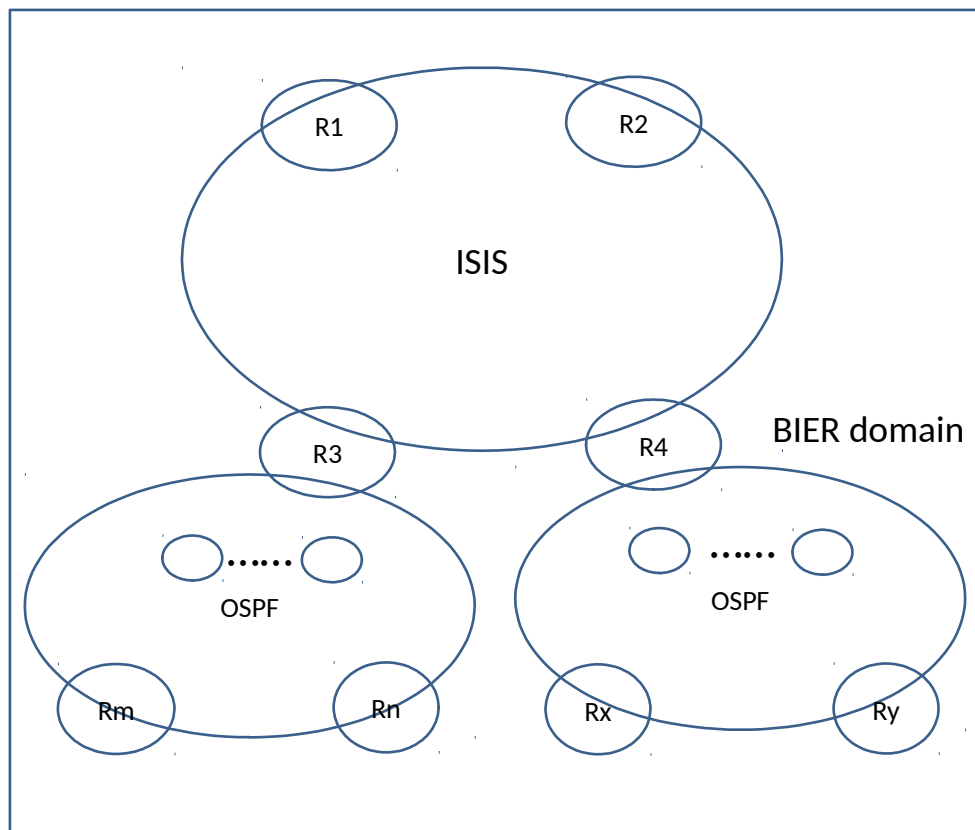 R1
R2
ISIS
BIER domain
R3
R4
......
......
OSPF
OSPF
Rm
Rn
Rx
Ry